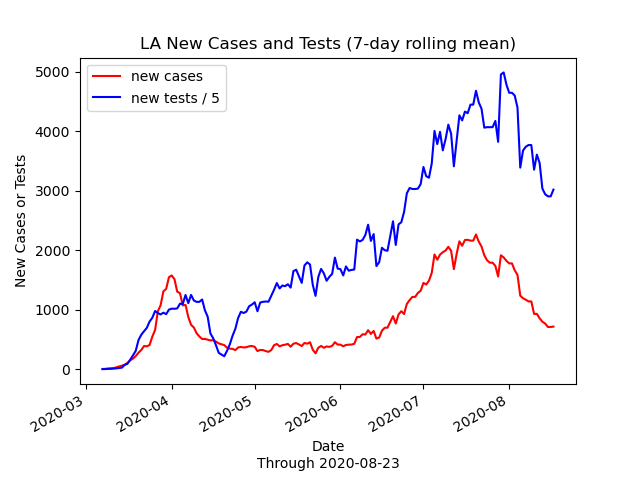 LA New Cases and Tests (7-day rolling mean)
new cases
new tests / 5
New Cases or Tests
5000
4000
3000
2000
1000
0
2020-03
2020-04
2020-05
2020-06
2020-07
2020-08
Date
Through 2020-08-23